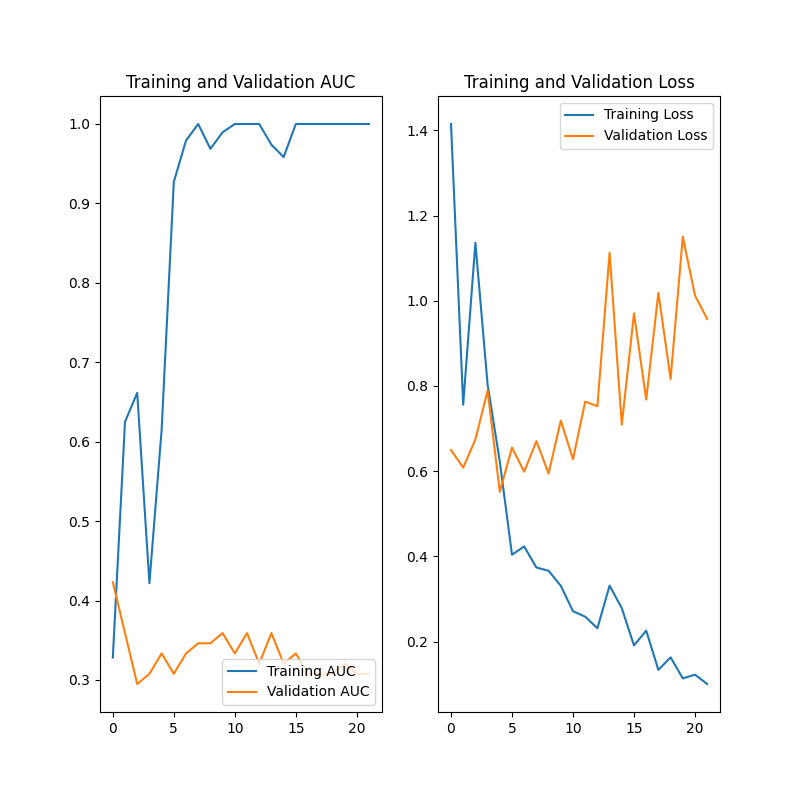 Training and Validation AUC
1.0
0.9
0.8
0.7
0.6
0.5
0.4
0.3
0 5 10 15 20
Training AUC
Validation AUC
Training and Validation Loss
1.4
1.2
1.0
0.8
0.6
0.4
0.2
0 5 10 15 20
Training Loss
Validation Loss